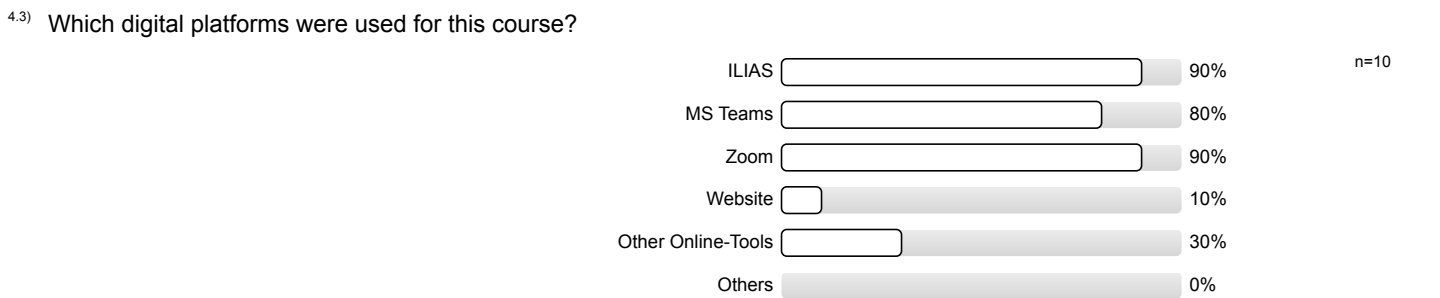 4.3) Which digital platforms were used for this course?
n=10
ILIAS 90%
MS Teams 80%
Zoom 90%
Website 10%
Other Online-Tools 30%
Others 0%